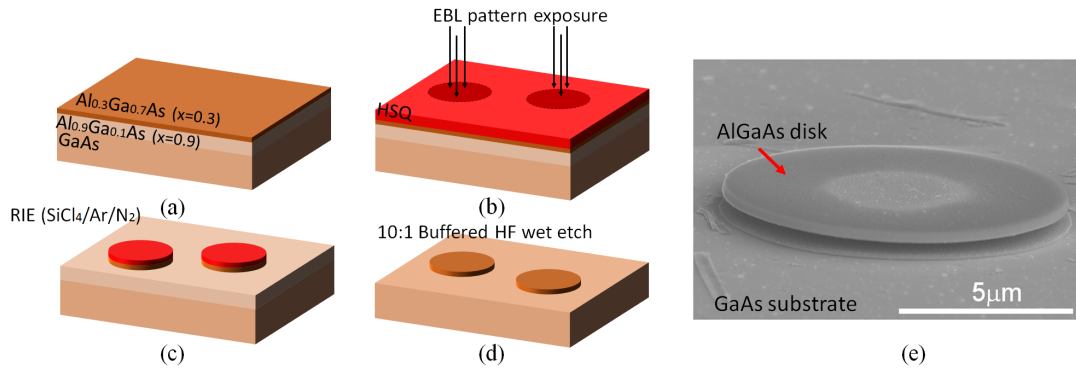 EBL pattern exposure
Al₀.₃Ga₀.₇As (x=0.3)
Al₀.₉Ga₀.₁As (x=0.9)
GaAs
HSQ
(a)
(b)
RIE (SiCl₄/Ar/N₂)
10:1 Buffered HF wet etch
(c)
(d)
AlGaAs disk
GaAs substrate
5μm
(e)